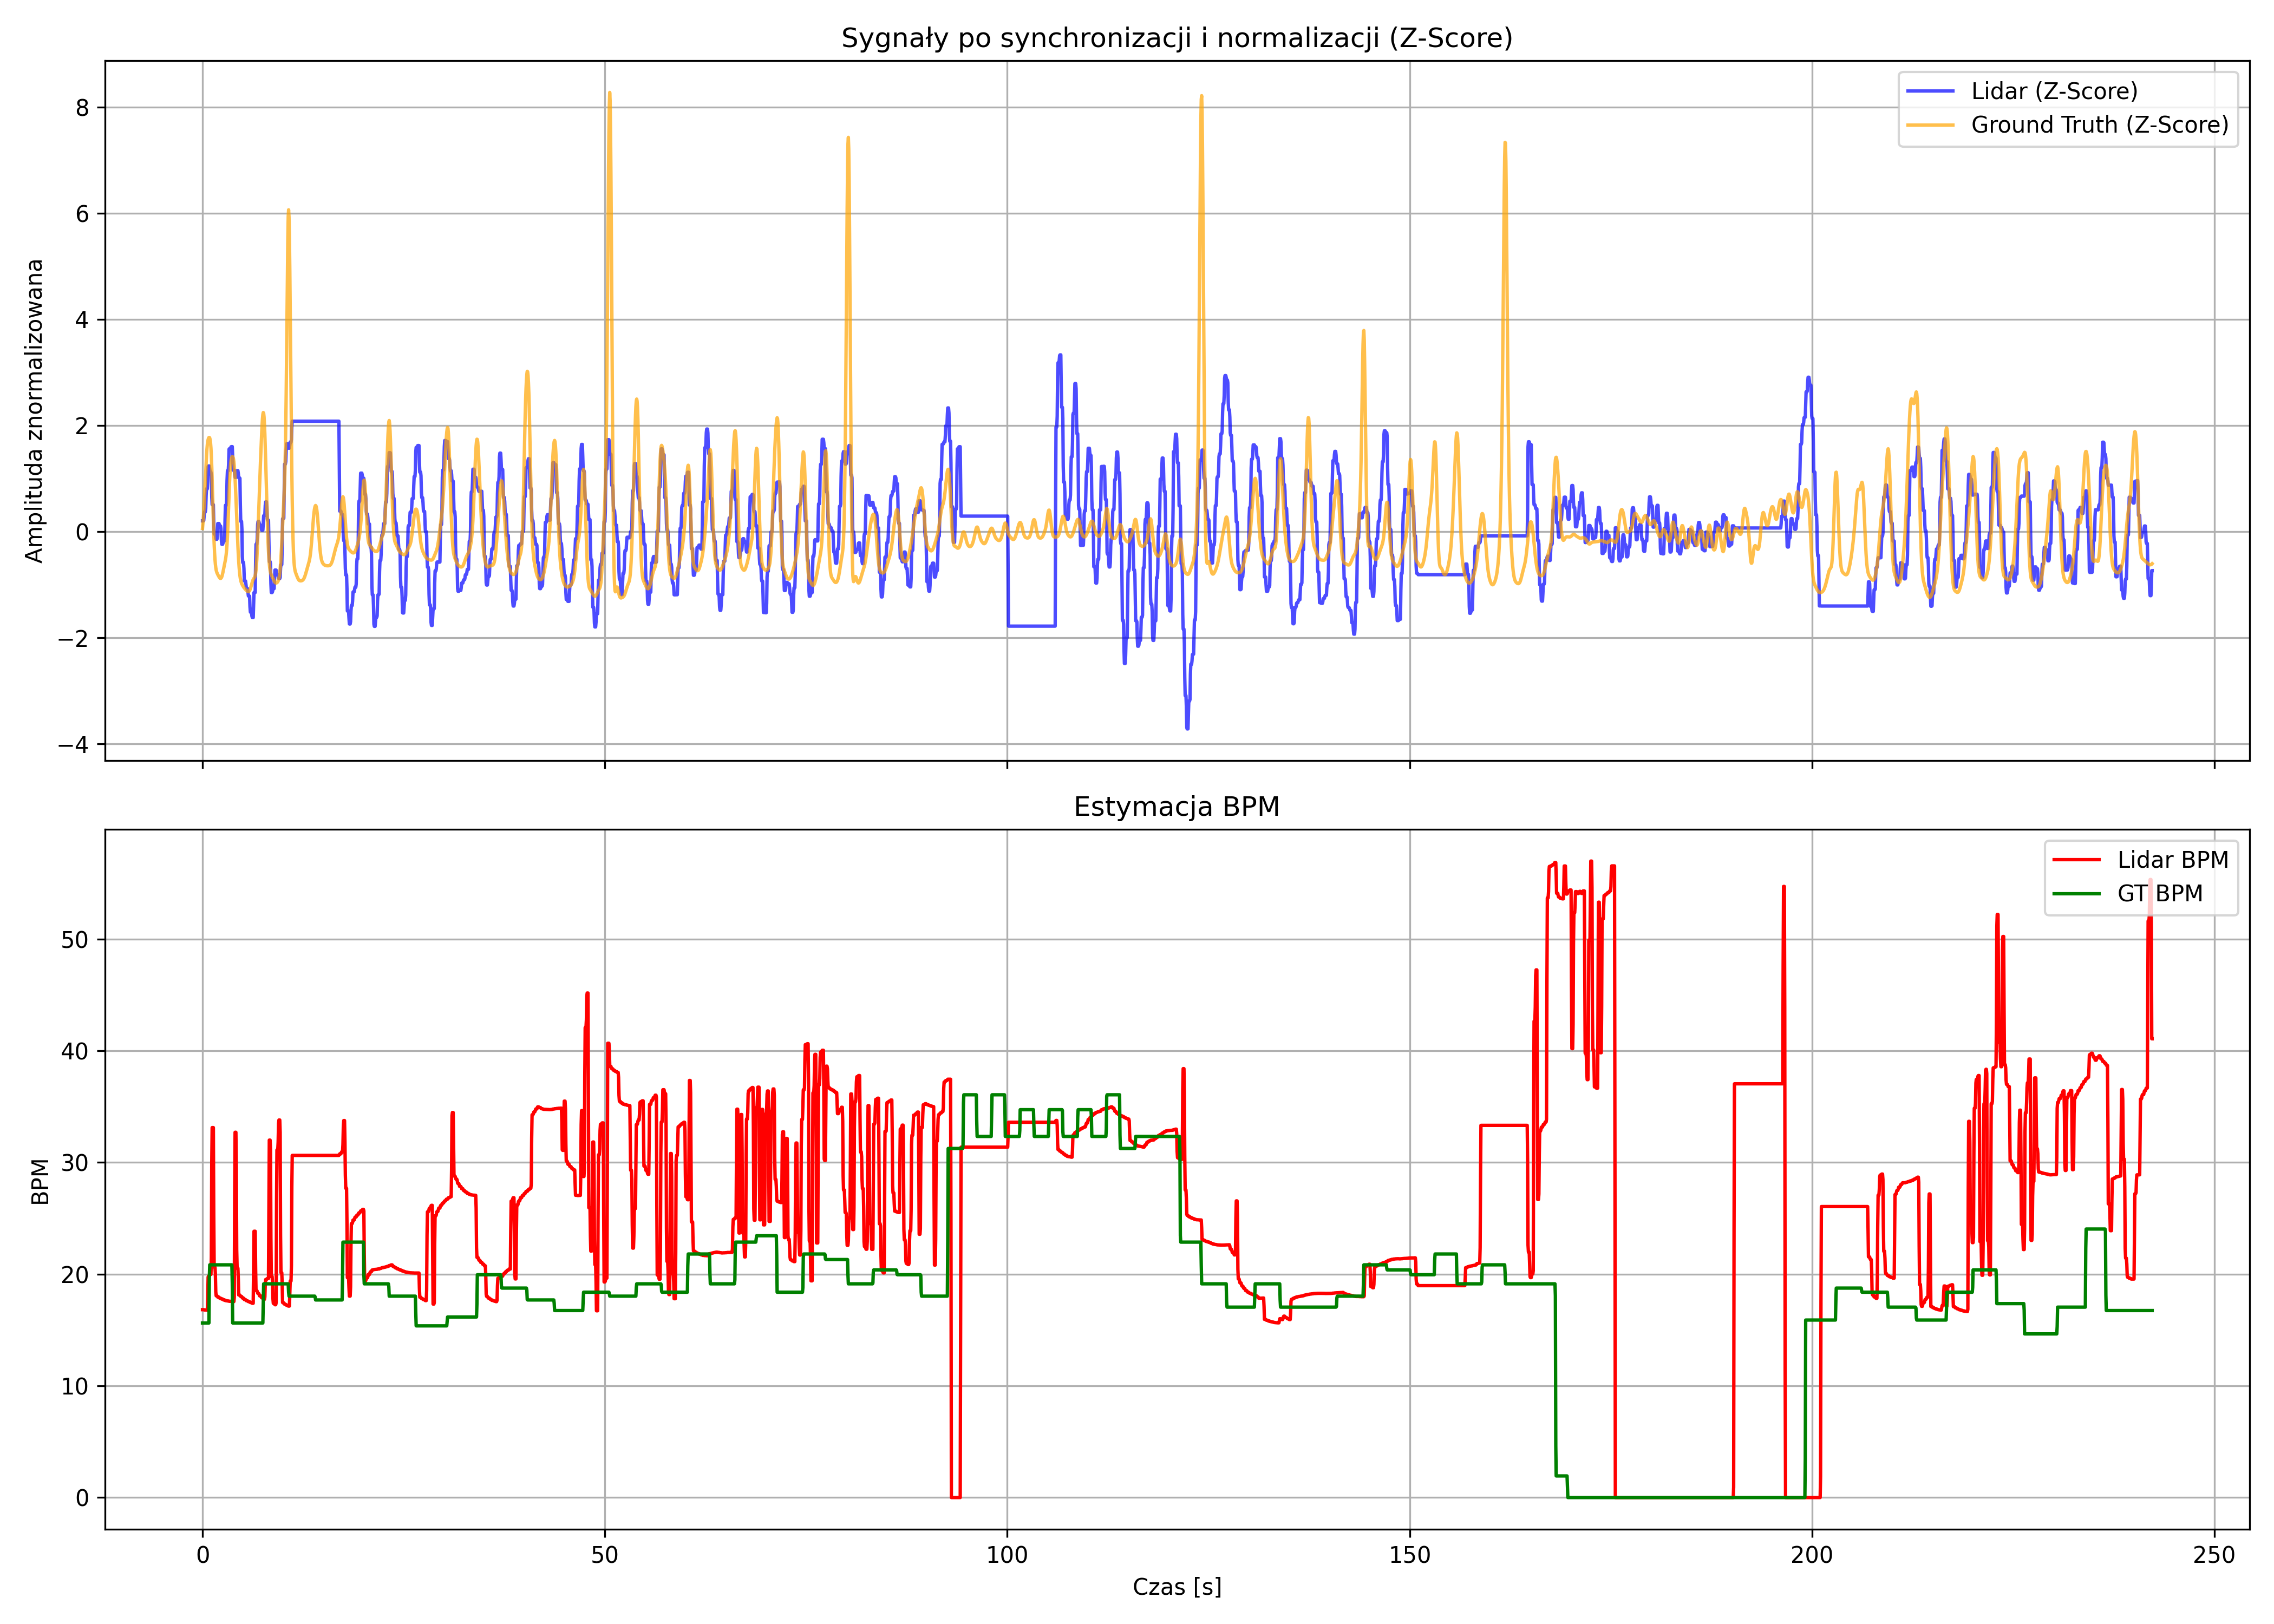 Sygnały po synchronizacji i normalizacji (Z-Score)
Amplituda znormalizowana
8
6
4
2
0
−2
−4
Lidar (Z-Score)
Ground Truth (Z-Score)
Estymacja BPM
BPM
50
40
30
20
10
0
Lidar BPM
GT BPM
0
50
100
150
200
250
Czas [s]